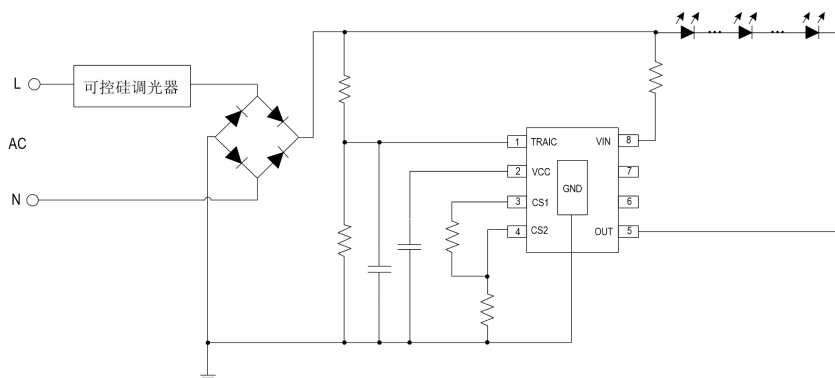 L
可控硅调光器
AC
N
1
TRAIC
VIN
8
2
VCC
7
GND
3
CS1
6
4
CS2
OUT
5